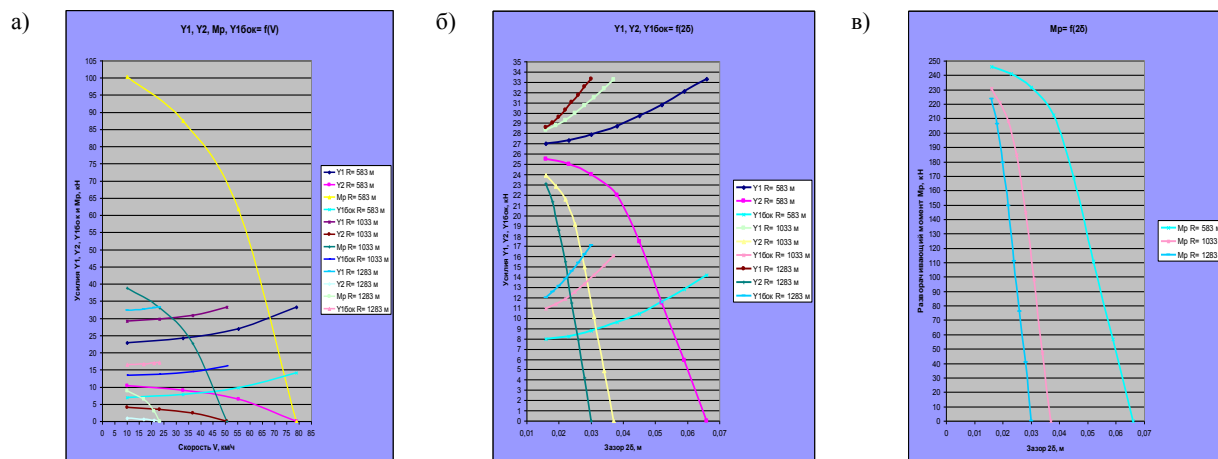 а)
Y1, Y2, Mp, Y1бок= f(V)
Усилия Y1, Y2, Y1бок и Mp, кН
105
100
95
90
85
80
75
70
65
60
55
50
45
40
35
30
25
20
15
10
5
0
0 5 10 15 20 25 30 35 40 45 50 55 60 65 70 75 80 85
Скорость V, км/ч
Y1 R= 583 м
Y2 R= 583 м
Mp R= 583 м
Y1бок R= 583 м
Y1 R= 1033 м
Y2 R= 1033 м
Mp R= 1033 м
Y1бок R= 1033 м
Y1 R= 1283 м
Y2 R= 1283 м
Mp R= 1283 м
Y1бок R= 1283 м
б)
Y1, Y2, Y1бок= f(2δ)
Усилия Y1, Y2, Y1бок, кН
35
34
33
32
31
30
29
28
27
26
25
24
23
22
21
20
19
18
17
16
15
14
13
12
11
10
9
8
7
6
5
4
3
2
1
0
0,01 0,02 0,03 0,04 0,05 0,06 0,07
Зазор 2δ, м
Y1 R= 583 м
Y2 R= 583 м
Y1бок R= 583 м
Y1 R= 1033 м
Y2 R= 1033 м
Y1бок R= 1033 м
Y1 R= 1283 м
Y2 R= 1283 м
Y1бок R= 1283 м
в)
Mp= f(2δ)
Разворачивающий момент Mp, кН
250
240
230
220
210
200
190
180
170
160
150
140
130
120
110
100
90
80
70
60
50
40
30
20
10
0
0,01 0,02 0,03 0,04 0,05 0,06 0,07
Зазор 2δ, м
Mp R= 583 м
Mp R= 1033 м
Mp R= 1283 м